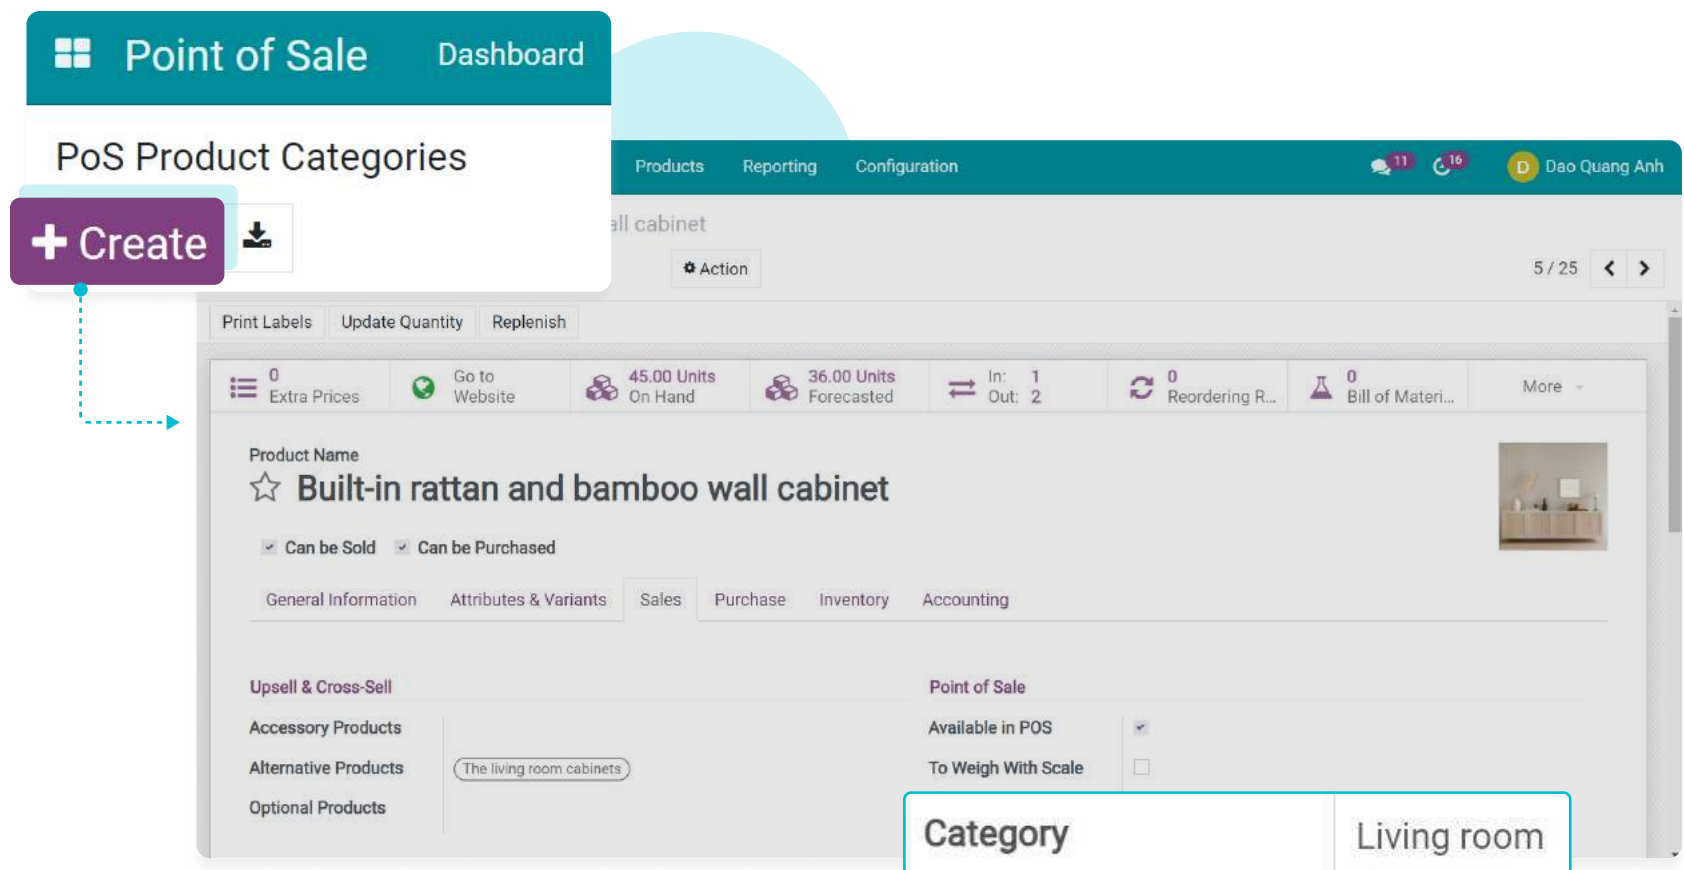 Point of Sale Dashboard
PoS Product Categories
Products Reporting Configuration 11 16 D Dao Quang Anh
all cabinet
Create
Action 5 / 25
Print Labels Update Quantity Replenish
0 Extra Prices
Go to Website
45.00 Units On Hand
36.00 Units Forecasted
In: 1
Out: 2
0 Reordering R...
0 Bill of Materi...
More
Product Name
Built-in rattan and bamboo wall cabinet
Can be Sold Can be Purchased
General Information Attributes & Variants Sales Purchase Inventory Accounting
Upsell & Cross-Sell Point of Sale
Accessory Products Available in POS
Alternative Products The living room cabinets To Weigh With Scale
Optional Products
Category Living room